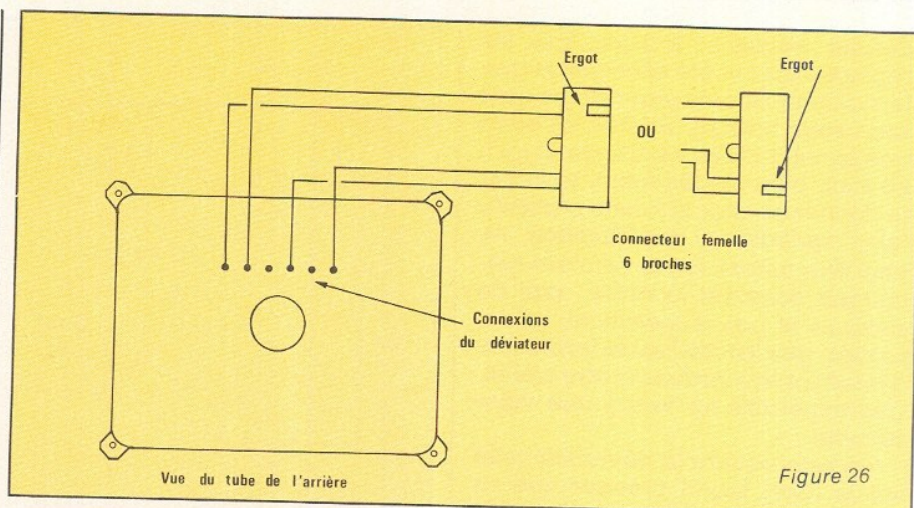 Ergot
Ergot
OU
connecteur femelle
6 broches
Connexions
du déviateur
Vue du tube de l'arrière
Figure 26